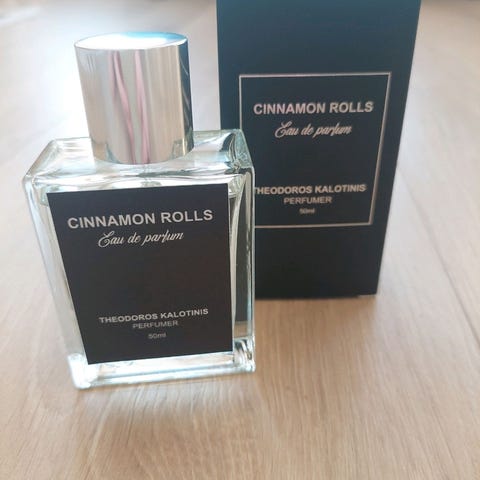 CINNAMON ROLLS
Eau de parfum
THEODOROS KALOTINIS
PERFUMER
50ml
CINNAMON ROLLS
Eau de parfum
THEODOROS KALOTINIS
PERFUMER
50ml